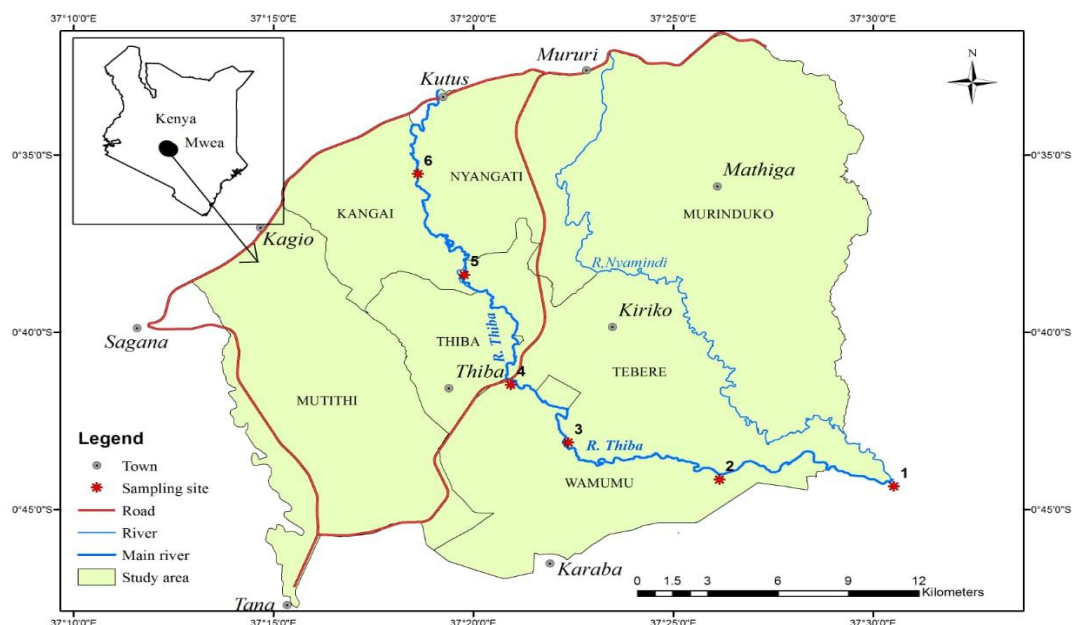 37°10'0"E 37°15'0"E 37°20'0"E 37°25'0"E 37°30'0"E
N
Mururi
Kutus
Kenya
Mwea
0°35'0"S 0°35'0"S
6
NYANGATI
Mathiga
KANGAI
MURINDUKO
Kagio
5
R,Nyamindi
Kiriko
0°40'0"S 0°40'0"S
Sagana
THIBA
R. Thiba
Thiba
4
TEBERE
MUTITHI
3
R. Thiba
2
1
WAMUMU
Legend
Town
Sampling site
Road
River
Main river
Study area
0°45'0"S 0°45'0"S
Karaba
Tana
0 1.5 3 6 9 12
Kilometers
37°10'0"E 37°15'0"E 37°20'0"E 37°25'0"E 37°30'0"E